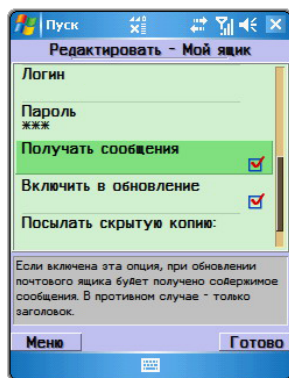 Пуск
Редактировать - Мой ящик
Логин
Пароль
***
Получать сообщения
Включить в обновление
Посылать скрытую копию:
Если включена эта опция, при обновлении
почтового ящика будет получено содержимое
сообщения. В противном случае - только
заголовок.
Меню Готово